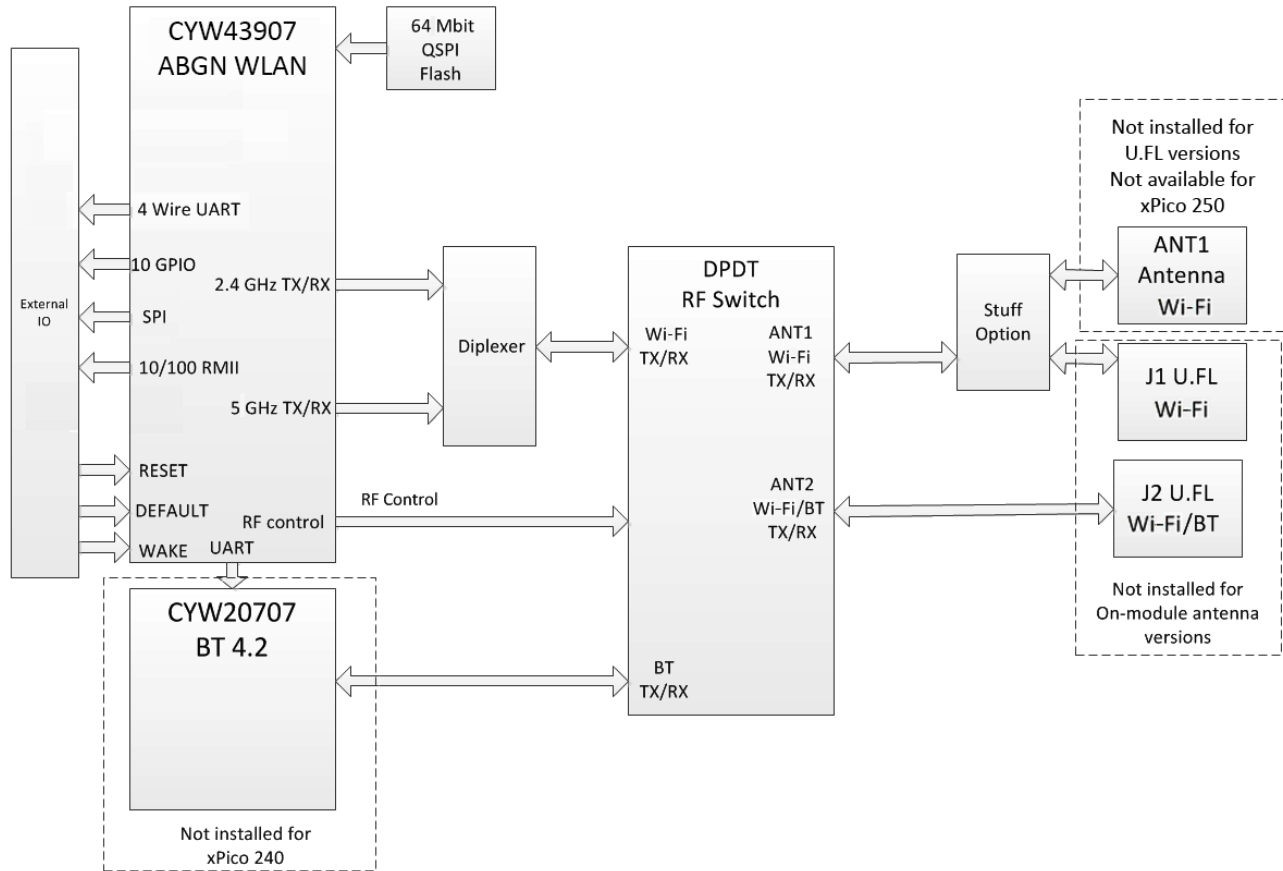 CYW43907
ABGN WLAN
64 Mbit
QSPI
Flash
External
IO
4 Wire UART
10 GPIO
SPI
10/100 RMII
2.4 GHz TX/RX
5 GHz TX/RX
RESET
DEFAULT
WAKE
RF control
UART
RF Control
Diplexer
DPDT
RF Switch
Wi-Fi
TX/RX
ANT1
Wi-Fi
TX/RX
ANT2
Wi-Fi/BT
TX/RX
BT
TX/RX
Stuff
Option
Not installed for
U.FL versions
Not available for
xPico 250
ANT1
Antenna
Wi-Fi
J1 U.FL
Wi-Fi
J2 U.FL
Wi-Fi/BT
Not installed for
On-module antenna
versions
CYW20707
BT 4.2
Not installed for
xPico 240